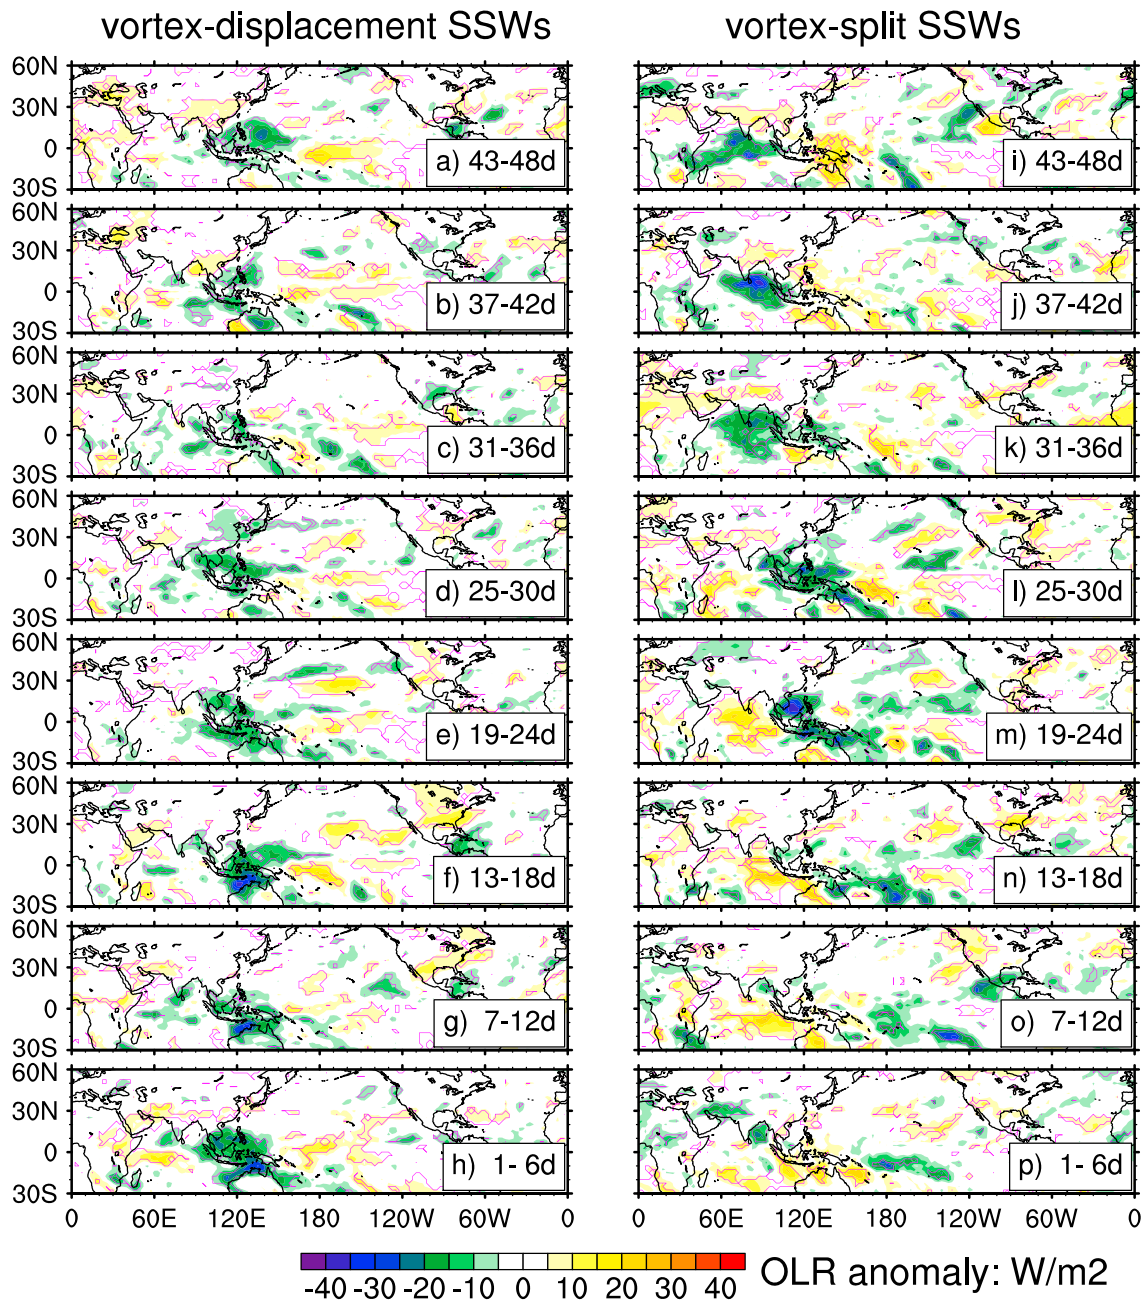 vortex-displacement SSWs
vortex-split SSWs
60N
30N
0
30S
a) 43-48d
i) 43-48d
60N
30N
0
30S
b) 37-42d
j) 37-42d
60N
30N
0
30S
c) 31-36d
k) 31-36d
60N
30N
0
30S
d) 25-30d
l) 25-30d
60N
30N
0
30S
e) 19-24d
m) 19-24d
60N
30N
0
30S
f) 13-18d
n) 13-18d
60N
30N
0
30S
g) 7-12d
o) 7-12d
60N
30N
0
30S
h) 1- 6d
p) 1- 6d
0 60E 120E 180 120W 60W 0
60E 120E 180 120W 60W 0
0
-40 -30 -20 -10 0 10 20 30 40
OLR anomaly: W/m2